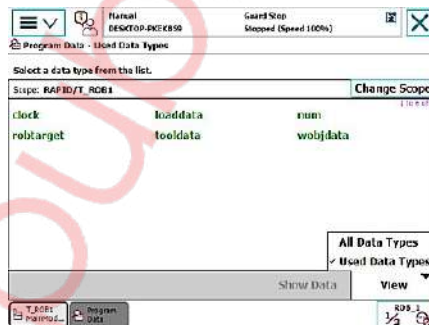 Manual
Guard Stop
DESKTOP-PKEKBS9
Stopped (Speed 100%)
Program Data - Used Data Types
Select a data type from the list.
Scope: RAPID/T_ROB1
Change Scope
clock
loaddata
num
robtarget
tooldata
wobjdata
All Data Types
Used Data Types
Show Data
View
T_ROB1
MainMod...
Program
Data
ROB_1